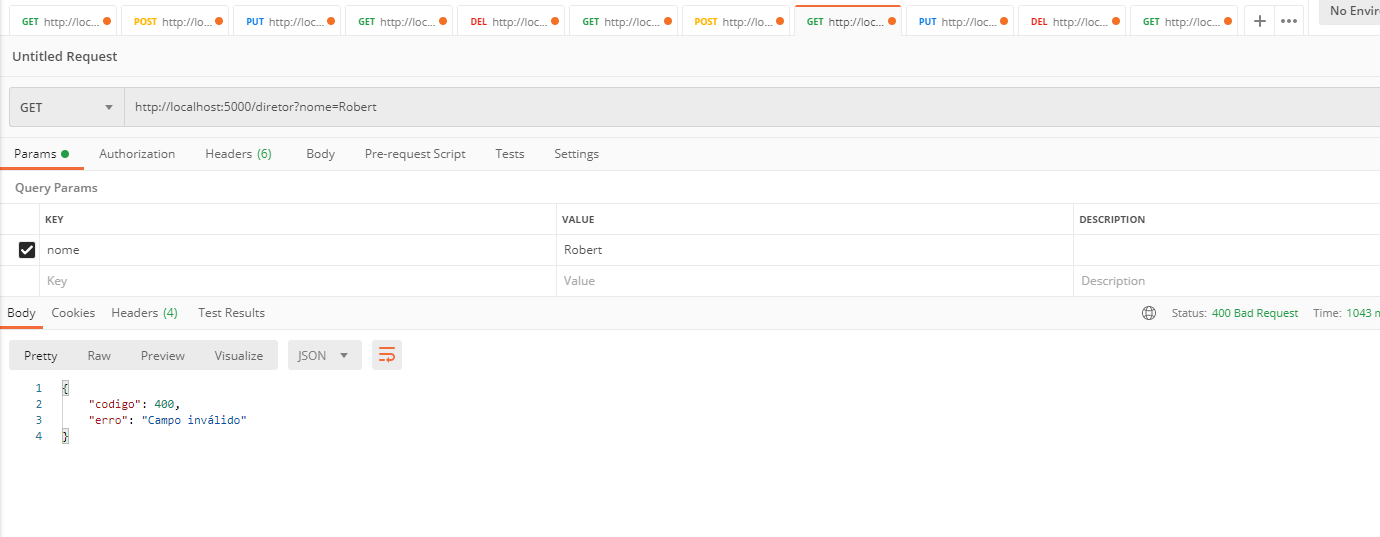 GET http://loc... POST http://lo... PUT http://loc... GET http://loc... DEL http://loc... GET http://loc... POST http://loc... GET http://loc... PUT http://loc... DEL http://loc... GET http://loc... + ••• No Envir
Untitled Request
GET http://localhost:5000/diretor?nome=Robert
Params Authorization Headers (6) Body Pre-request Script Tests Settings
Query Params
KEY VALUE DESCRIPTION
nome Robert
Key Value Description
Body Cookies Headers (4) Test Results Status: 400 Bad Request Time: 1043 m
Pretty Raw Preview Visualize JSON
1 {
2 "codigo": 400,
3 "erro": "Campo inválido"
4 }